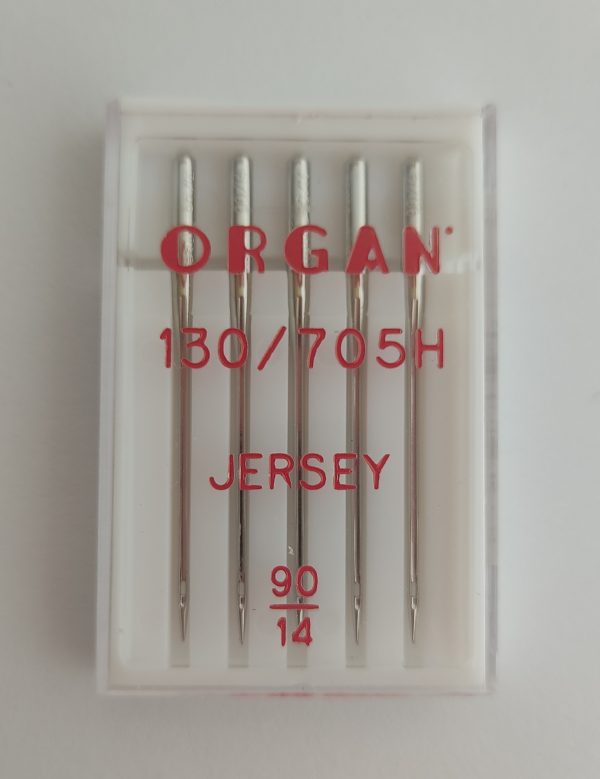 ORGAN
130/705H
JERSEY
90
14